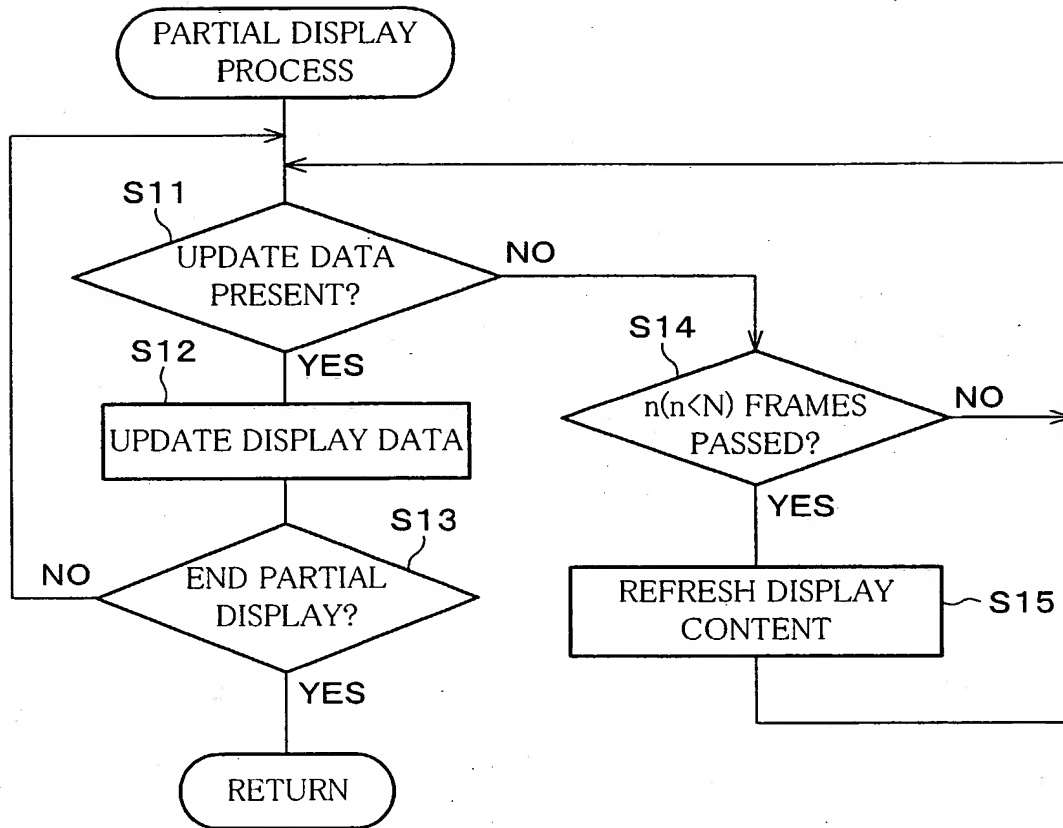 PARTIAL DISPLAY
PROCESS
S11
UPDATE DATA
PRESENT?
NO
YES
S12
UPDATE DISPLAY DATA
S13
END PARTIAL
DISPLAY?
NO
YES
RETURN
S14
n(n<N) FRAMES
PASSED?
NO
YES
REFRESH DISPLAY
CONTENT
S15